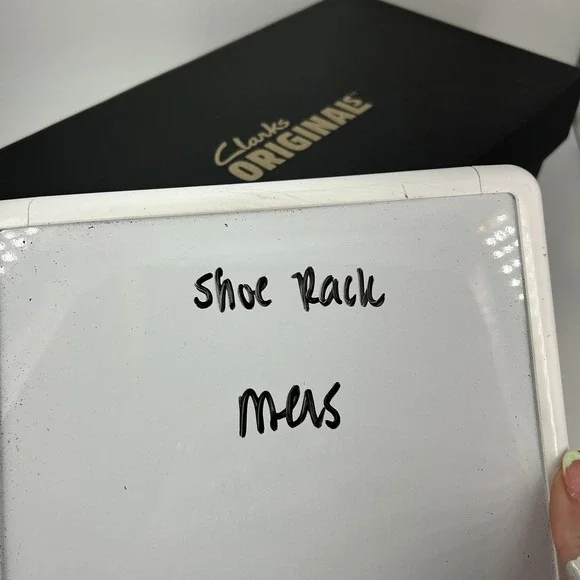 Clarks
ORIGINALS
Shoe Rack
Mens